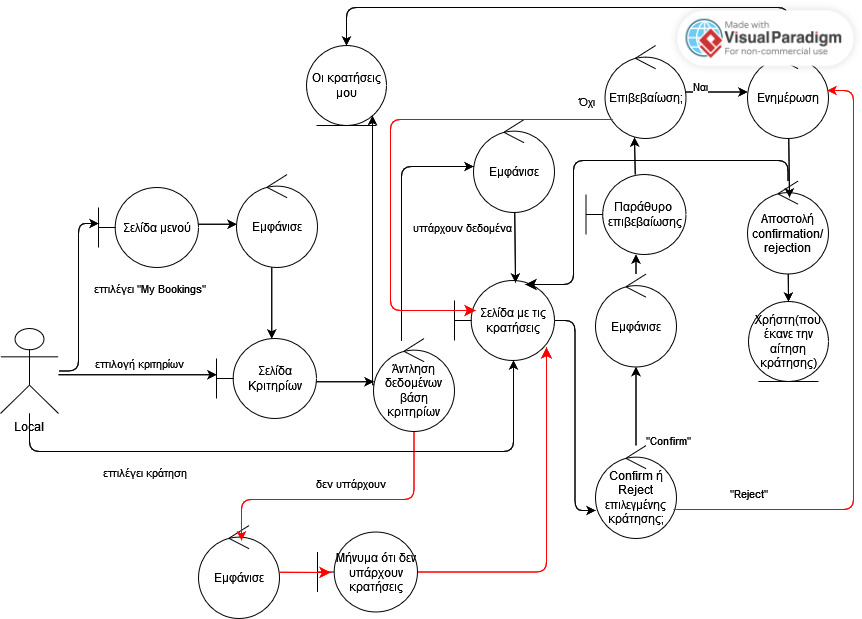 Made with
VisualParadigm
For non-commercial use
Οι κρατήσεις
μου
Επιβεβαίωση;
Ναι
Ενημέρωση
Όχι
Εμφάνισε
υπάρχουν δεδομένα
Παράθυρο
επιβεβαίωσης
Αποστολή
confirmation/
rejection
Σελίδα μενού
Εμφάνισε
επιλέγει "My Bookings"
Σελίδα με τις
κρατήσεις
Εμφάνισε
Χρήστη(που
έκανε την
αίτηση
κράτησης)
επιλογή κριτηρίων
Σελίδα
Κριτηρίων
Άντληση
δεδομένων
βάση
κριτηρίων
Local
επιλέγει κράτηση
δεν υπάρχουν
"Confirm"
Confirm ή
Reject
επιλεγμένης
κράτησης;
"Reject"
Εμφάνισε
Μήνυμα ότι δεν
υπάρχουν
κρατήσεις